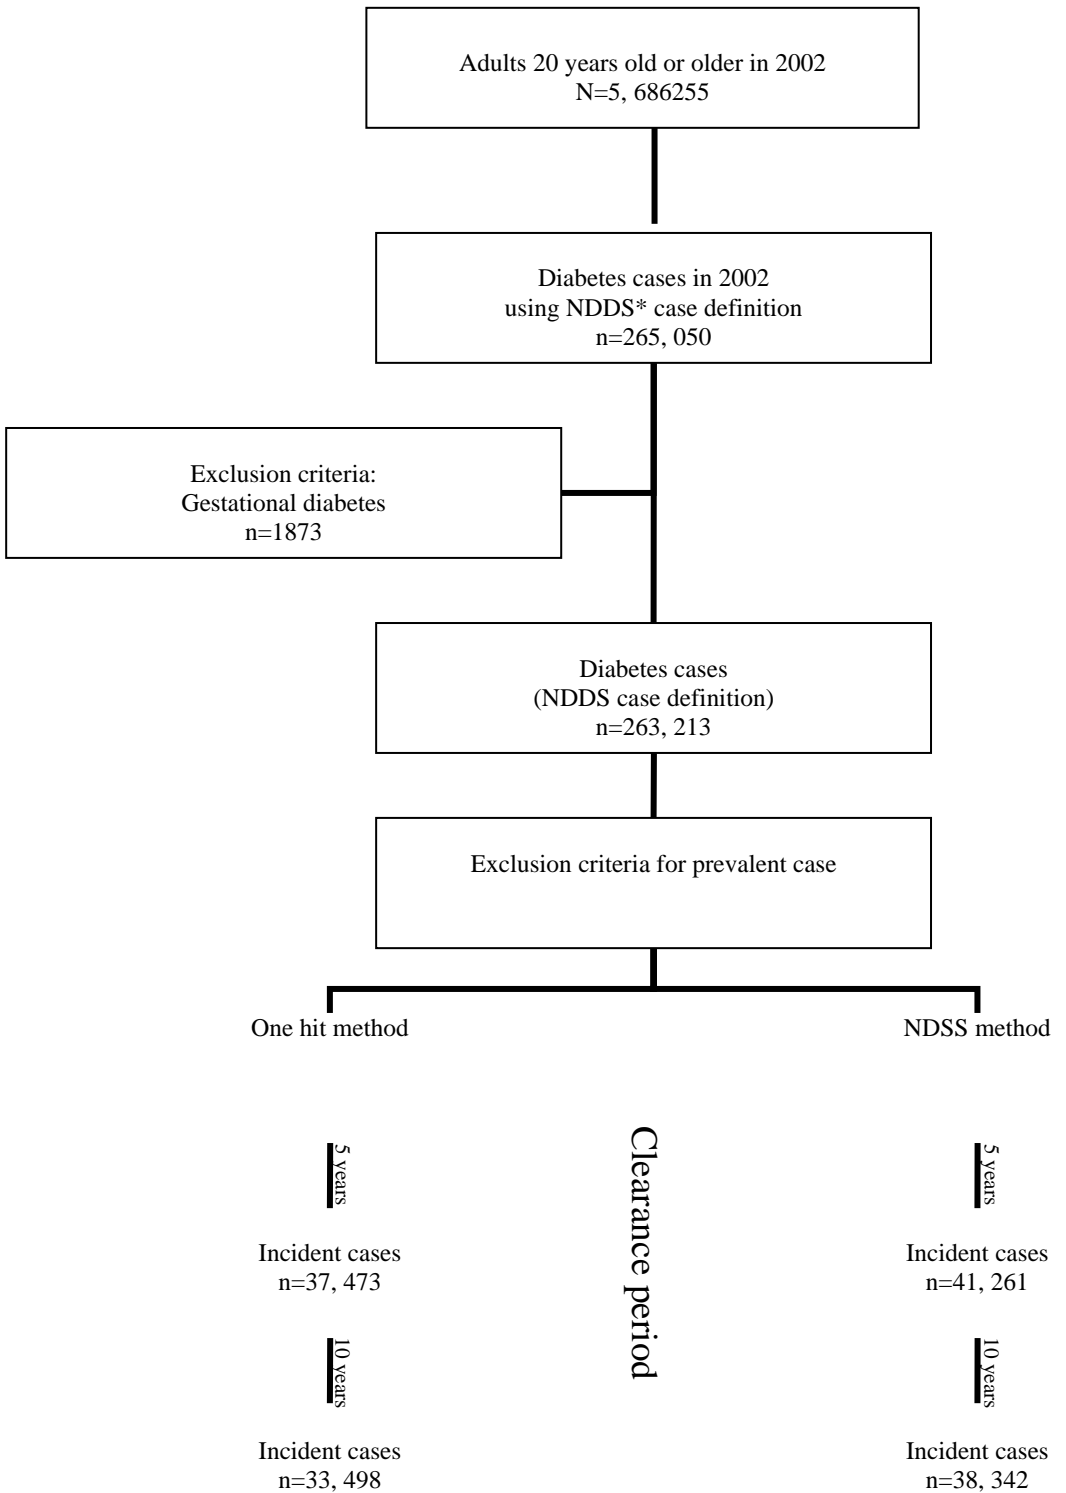 Adults 20 years old or older in 2002
N=5, 686255
Diabetes cases in 2002
using NDDS* case definition
n=265, 050
Exclusion criteria:
Gestational diabetes
n=1873
Diabetes cases
(NDDS case definition)
n=263, 213
Exclusion criteria for prevalent case
One hit method
NDSS method
Clearance period
5 years
5 years
Incident cases
n=37, 473
Incident cases
n=41, 261
10 years
10 years
Incident cases
n=33, 498
Incident cases
n=38, 342